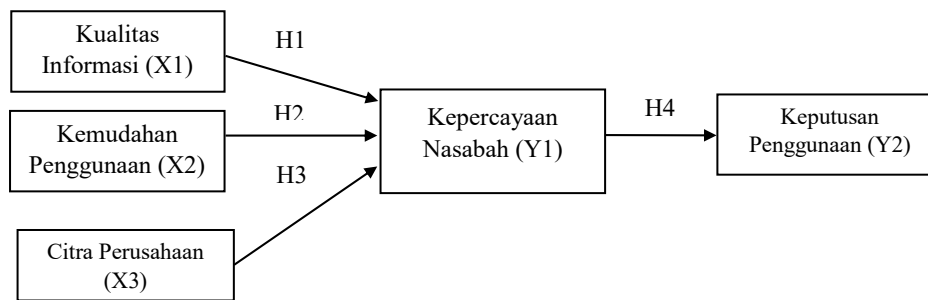 Kualitas
Informasi (X1)
H1
Kemudahan
Penggunaan (X2)
H2
Citra Perusahaan
(X3)
H3
Kepercayaan
Nasabah (Y1)
H4
Keputusan
Penggunaan (Y2)